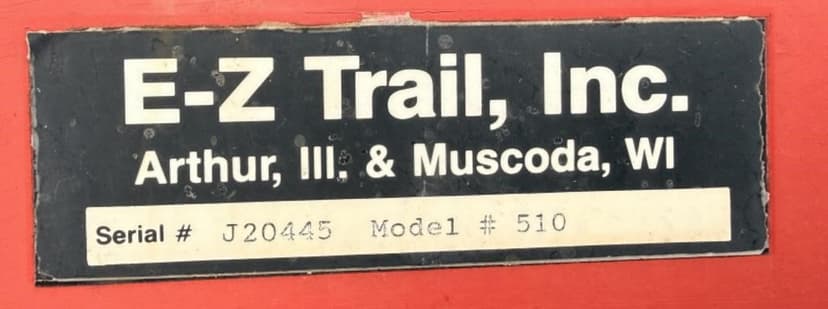 E-Z Trail, Inc.
Arthur, Ill. & Muscoda, WI
Serial # J20445 Model # 510